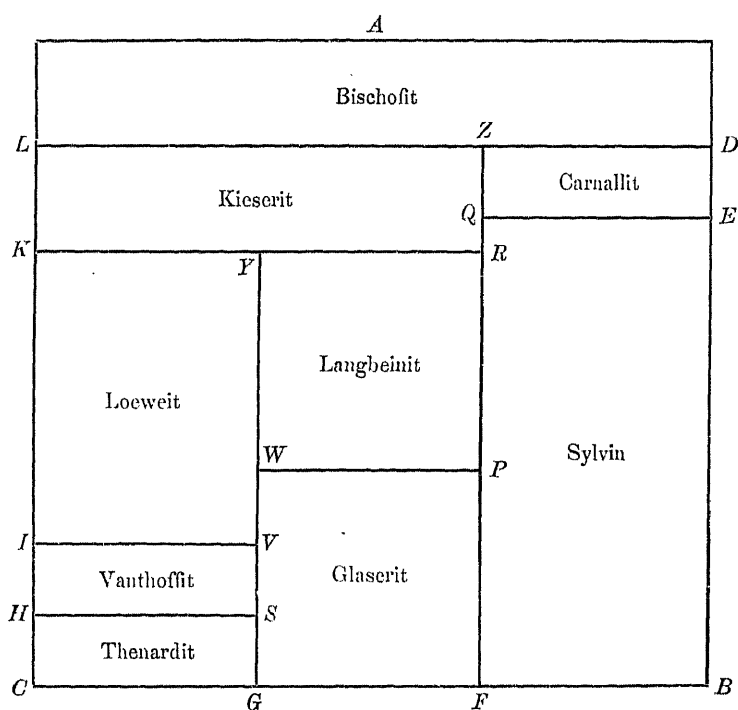 A
Bischofit
L Z D
Carnallit
Kieserit
Q E
K Y R
Langbeinit
Loeweit
W P Sylvin
I V
Vanthoffit Glaserit
H S
Thenardit
C G F B